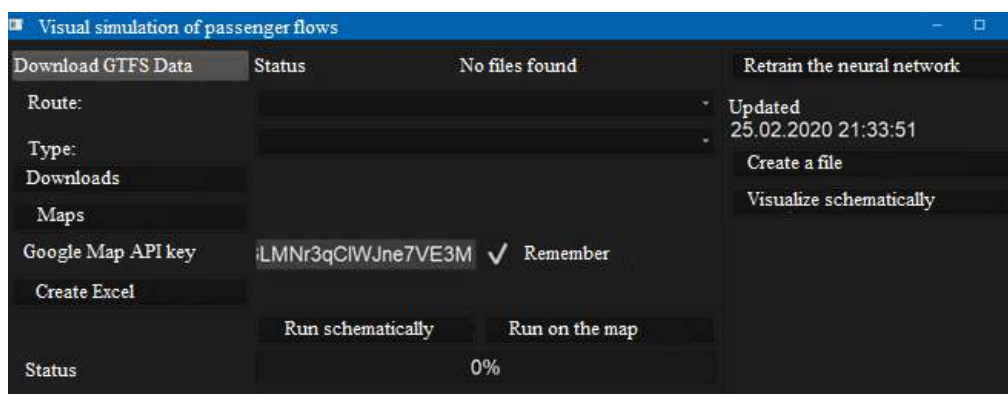 Visual simulation of passenger flows
Download GTFS Data Status No files found Retrain the neural network
Route:
Updated
25.02.2020 21:33:51
Type:
Create a file
Downloads
Visualize schematically
Maps
Google Map API key LMNr3qClWJne7VE3M Remember
Create Excel
Run schematically Run on the map
Status 0%